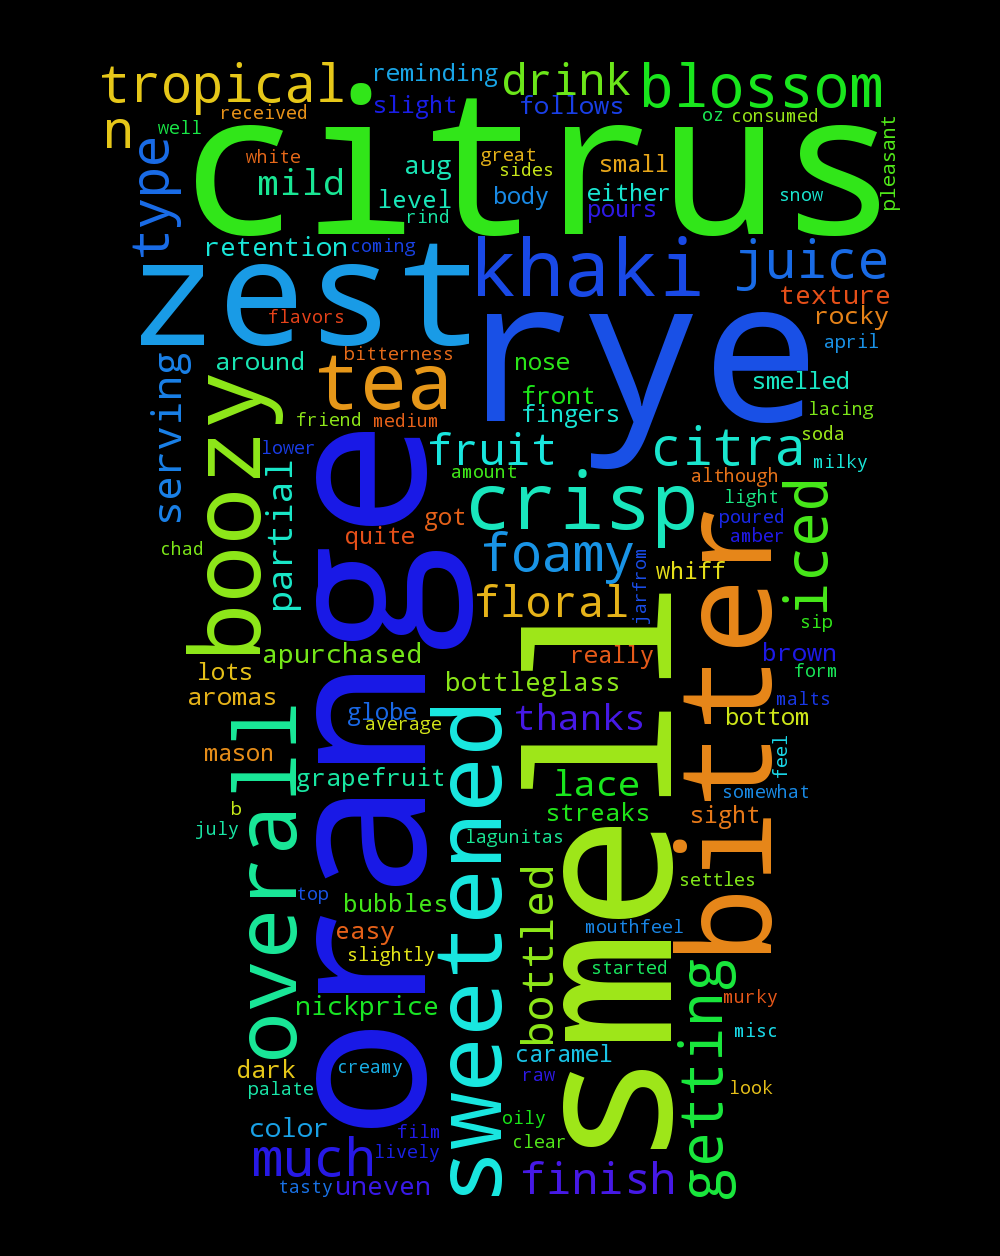 tropical
reminding
drink
blossom
n
received
slight
follows
oz
consumed
well
citrus
type
white
mild
aug
great
sides
small
pleasant
level
body
either
snow
rind
pours
retention
coming
khaki
juice
zest
texture
flavors
rye
rocky
april
around
bitterness
tea
nose
smelled
serving
boozy
front
fingers
lacing
friend
medium
soda
lower
fruit
citra
milky
partial
amount
although
iced
crisp
light
got
poured
quite
amber
chad
foamy
whiff
jarfrom
orange
floral
smell
bitter
sip
apurchased
really
brown
lots
form
aromas
bottleglass
malts
globe
average
thanks
bottom
overall
mason
sweetened
feel
grapefruit
lace
somewhat
b
streaks
sight
july
lagunitas
top
bubbles
bottled
settles
easy
mouthfeel
slightly
started
getting
nickprice
murky
misc
dark
creamy
caramel
palate
raw
look
color
film
oily
much
lively
clear
tasty
uneven
finish